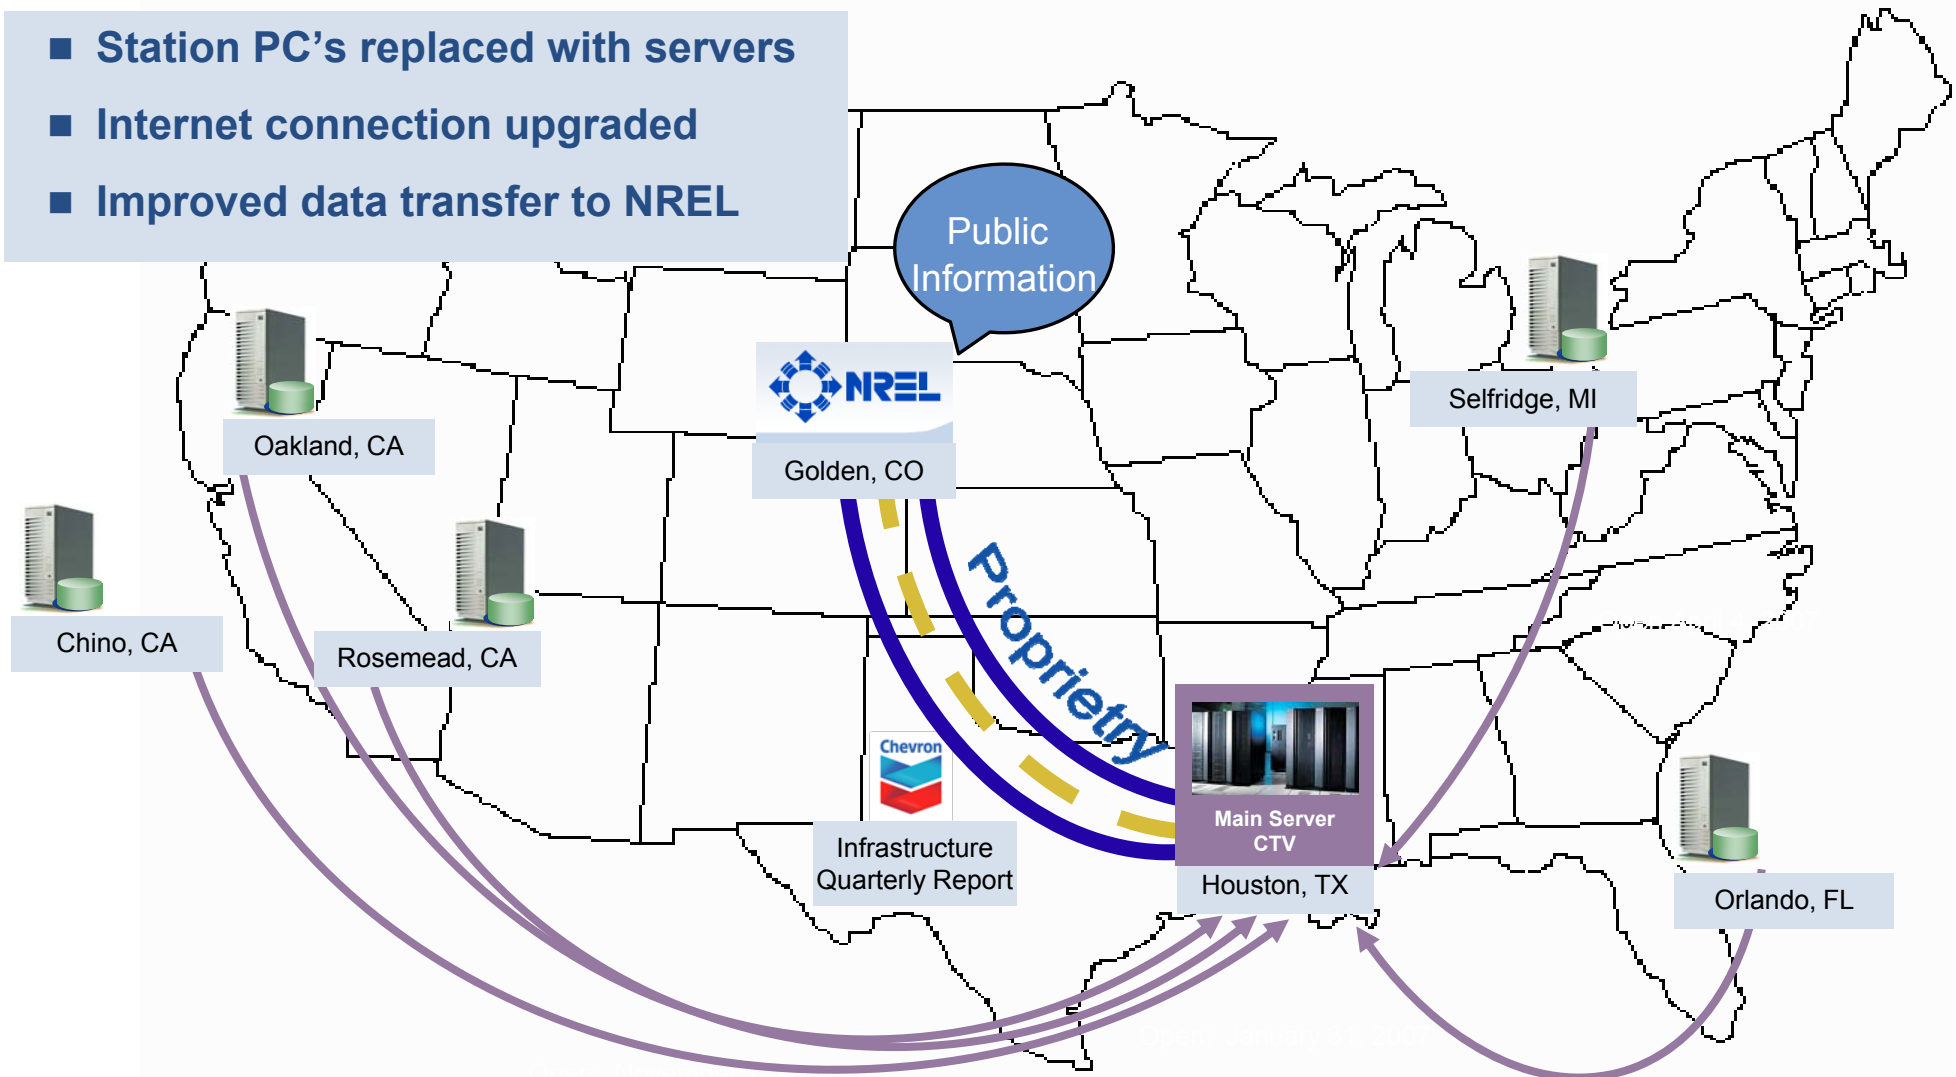 Station PC’s replaced with servers
Internet connection upgraded
Improved data transfer to NREL
Public
Information
NREL
Golden, CO
Oakland, CA
Chino, CA
Rosemead, CA
Selfridge, MI
Proprietry
Chevron
Infrastructure
Quarterly Report
Main Server
CTV
Houston, TX
Orlando, FL